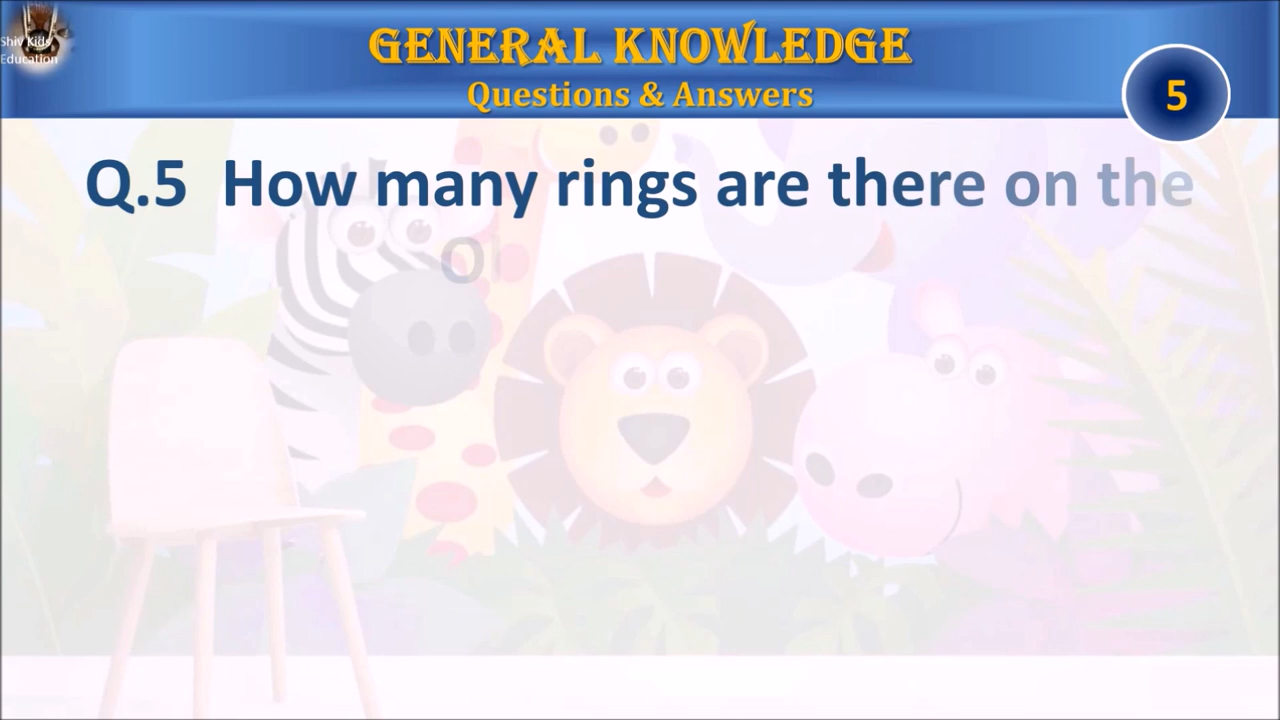 Shiv Kids
Education
GENERAL KNOWLEDGE
Questions & Answers
5
Q.5 How many rings are there on the